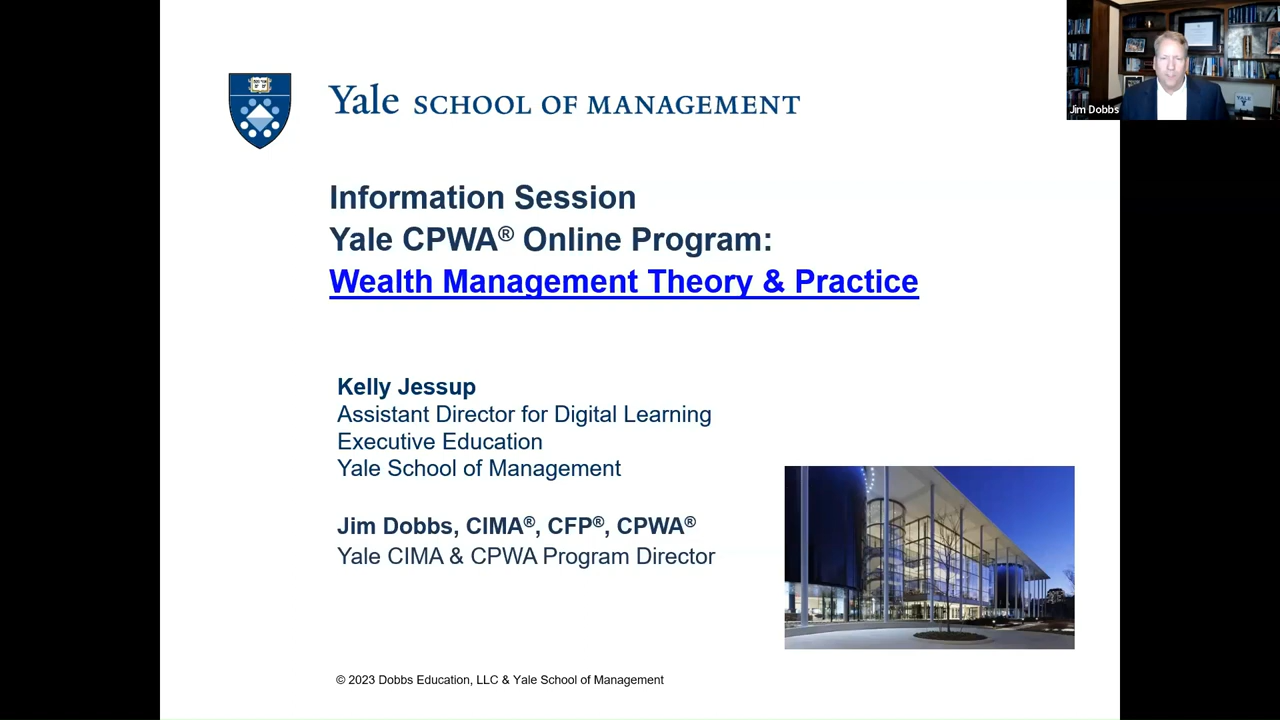 Yale SCHOOL OF MANAGEMENT
Information Session
Yale CPWA® Online Program:
Wealth Management Theory & Practice
Kelly Jessup
Assistant Director for Digital Learning
Executive Education
Yale School of Management
Jim Dobbs, CIMA®, CFP®, CPWA®
Yale CIMA & CPWA Program Director
© 2023 Dobbs Education, LLC & Yale School of Management
Jim Dobbs
YALE